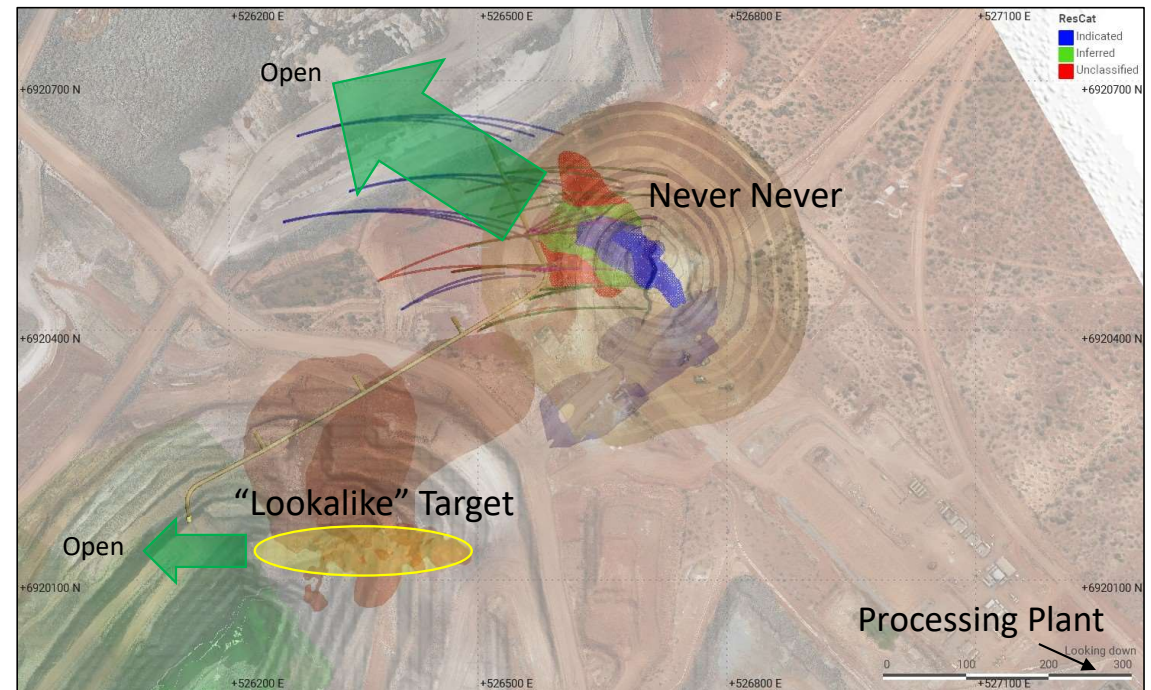 +526200 E
+526500 E
+526800 E
+527100 E
ResCat
Indicated
Inferred
Unclassified
Open
+6920700 N
+6920700 N
Never Never
+6920400 N
+6920400 N
“Lookalike” Target
Open
+6920100 N
+6920100 N
Processing Plant
Looking down
0 100 200 300
+526200 E
+526500 E
+526800 E
+527100 E